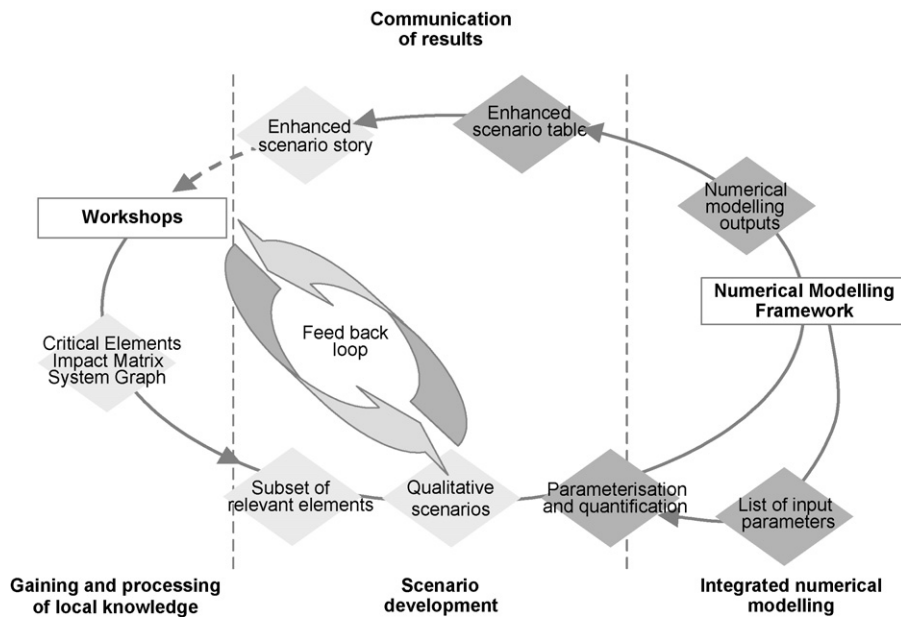 Communication
of results
Enhanced
scenario story
Enhanced
scenario table
Numerical
modelling
outputs
Workshops
Numerical Modelling
Framework
Feed back
loop
Critical Elements
Impact Matrix
System Graph
Subset of
relevant elements
Qualitative
scenarios
Parameterisation
and quantification
List of input
parameters
Gaining and processing
of local knowledge
Scenario
development
Integrated numerical
modelling